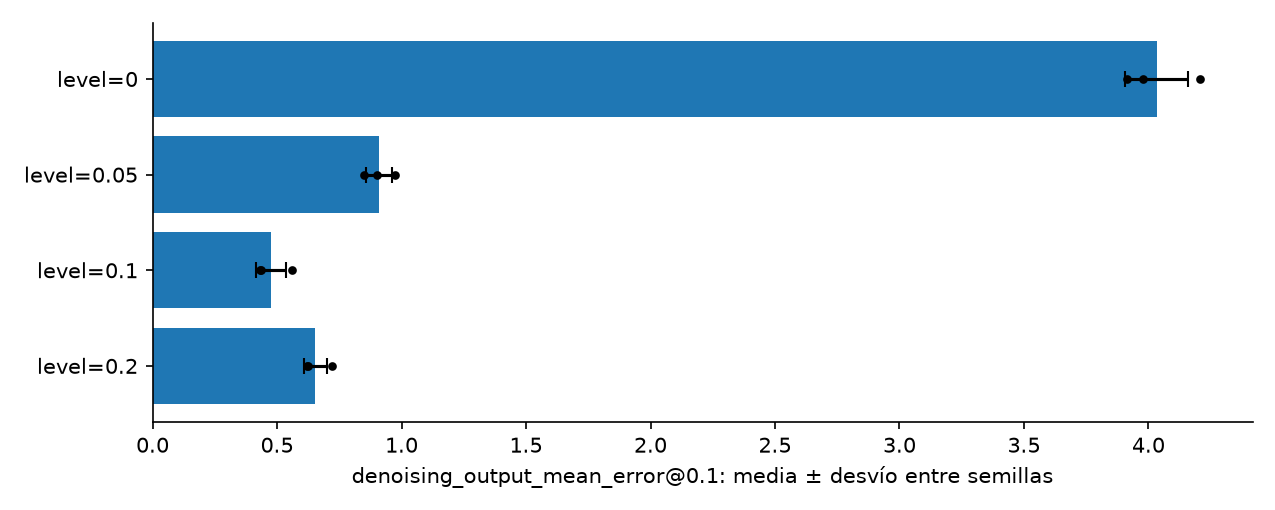 level=0
level=0.05
level=0.1
level=0.2
0.0 0.5 1.0 1.5 2.0 2.5 3.0 3.5 4.0
denoising_output_mean_error@0.1: media ± desvío entre semillas